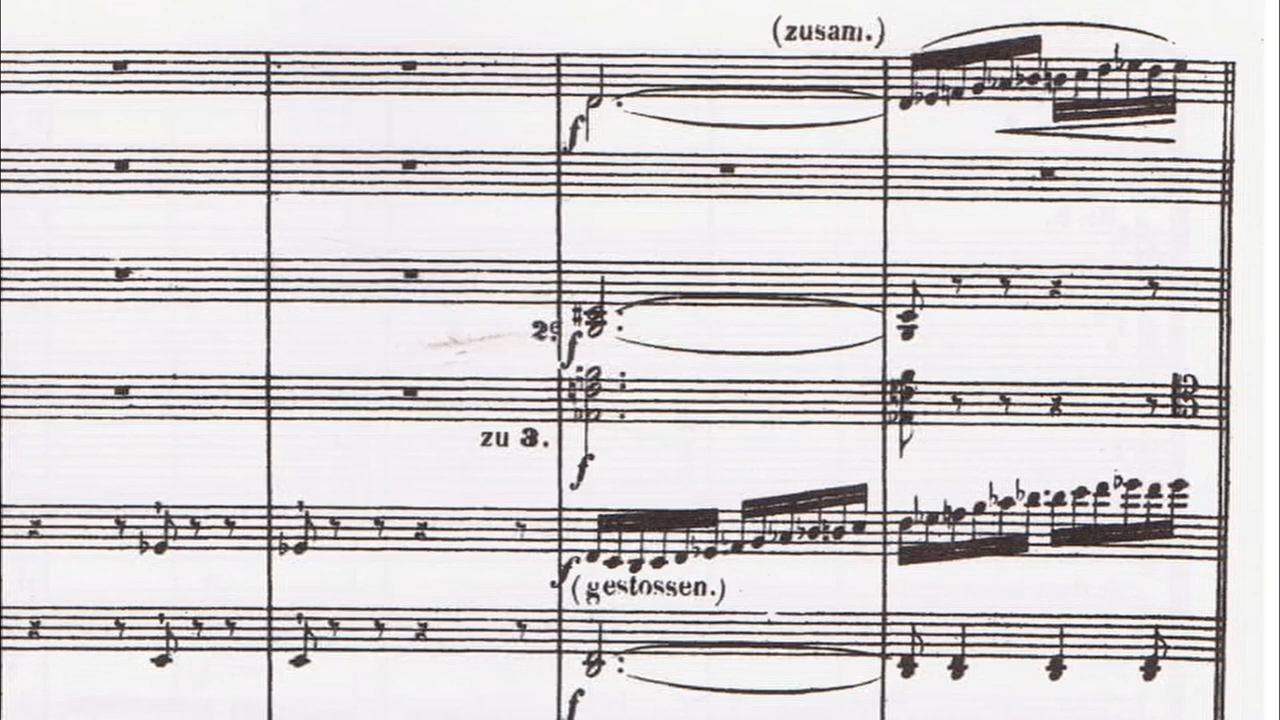 (zusam.)
f
2º
f
zu 3.
f
f
(gestossen.)
f